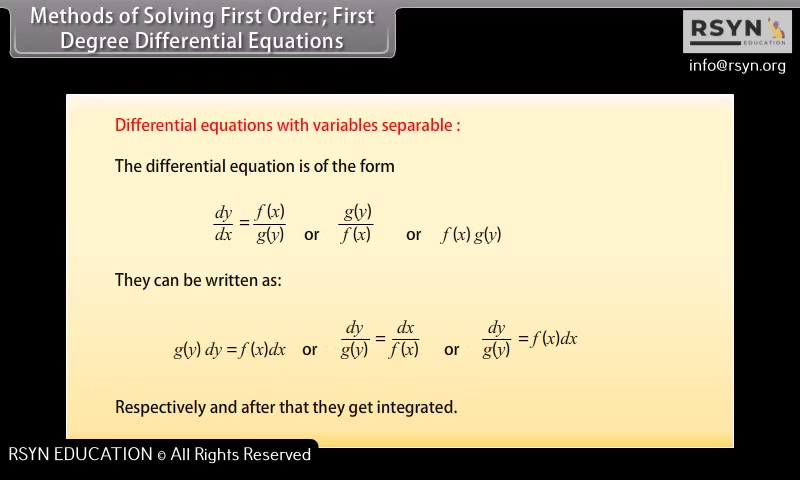 Methods of Solving First Order; First
Degree Differential Equations
RSYN
EDUCATION
info@rsyn.org
Differential equations with variables separable :
The differential equation is of the form
dy/dx = f(x)/g(y) or g(y)/f(x) or f(x) g(y)
They can be written as:
g(y) dy = f(x)dx or dy/g(y) = dx/f(x) or dy/g(y) = f(x)dx
Respectively and after that they get integrated.
RSYN EDUCATION © All Rights Reserved